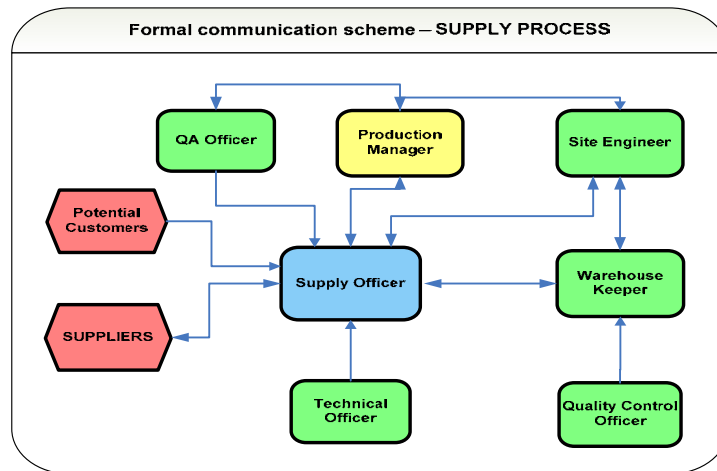 Formal communication scheme – SUPPLY PROCESS
QA Officer
Production
Manager
Site Engineer
Potential
Customers
Supply Officer
Warehouse
Keeper
SUPPLIERS
Technical
Officer
Quality Control
Officer